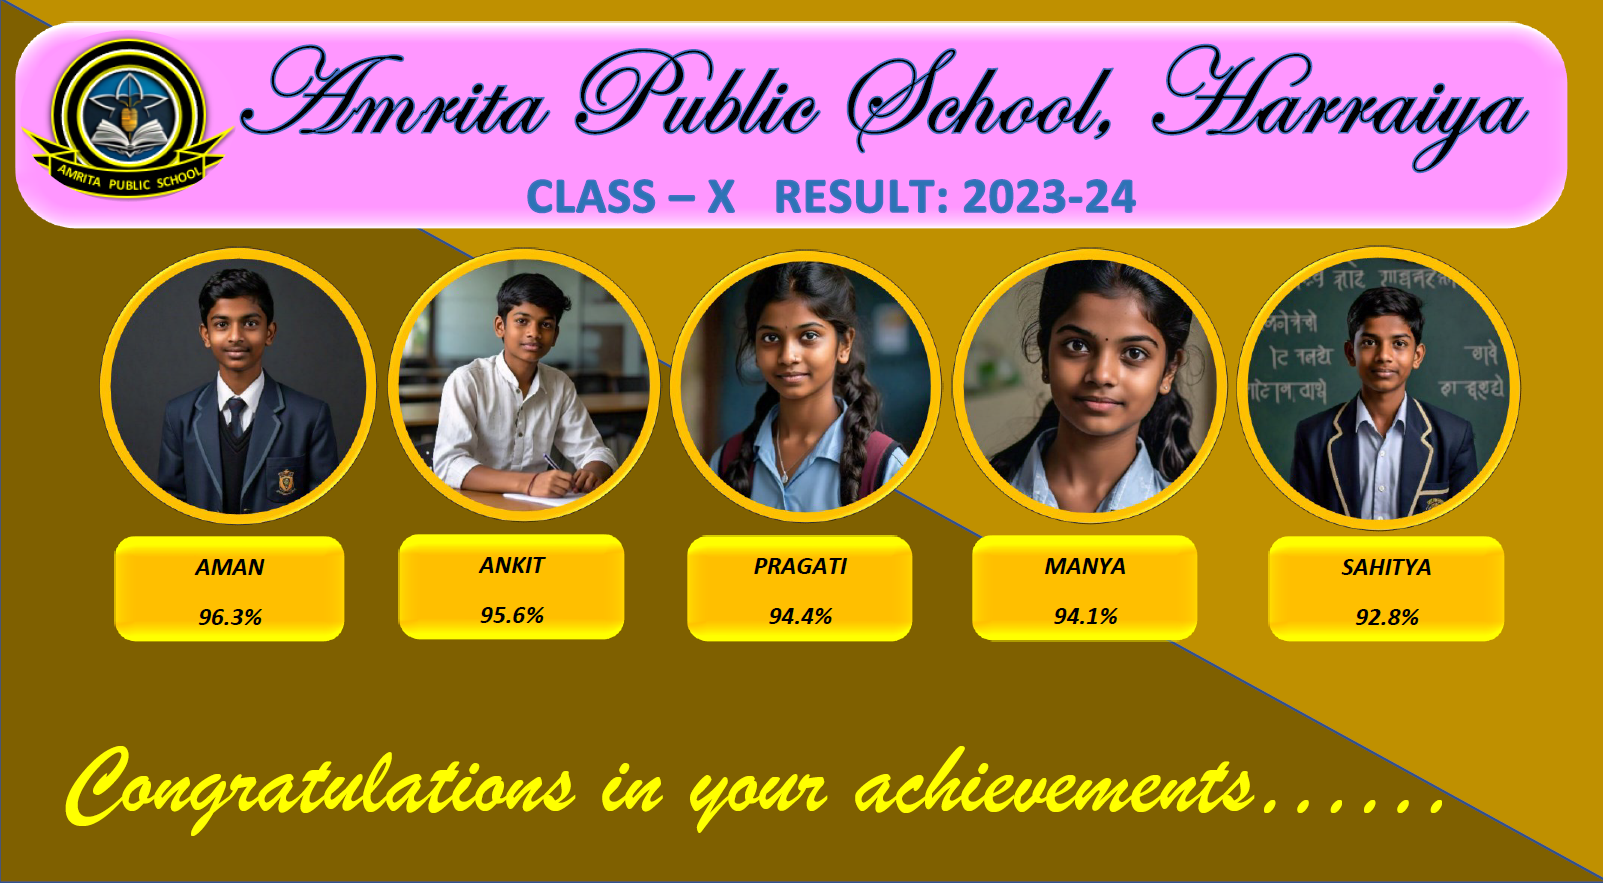 Amrita Public School, Harraiya
AMRITA PUBLIC SCHOOL
CLASS – X RESULT: 2023-24
AMAN
96.3%
ANKIT
95.6%
PRAGATI
94.4%
MANYA
94.1%
SAHITYA
92.8%
Congratulations in your achievements......